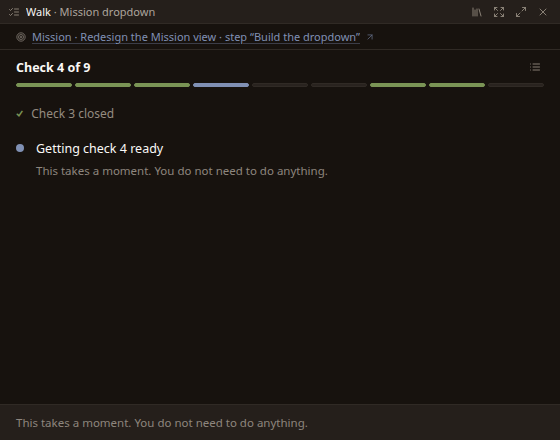 Walk · Mission dropdown
Mission · Redesign the Mission view · step “Build the dropdown”
Check 4 of 9
Check 3 closed
Getting check 4 ready
This takes a moment. You do not need to do anything.
This takes a moment. You do not need to do anything.